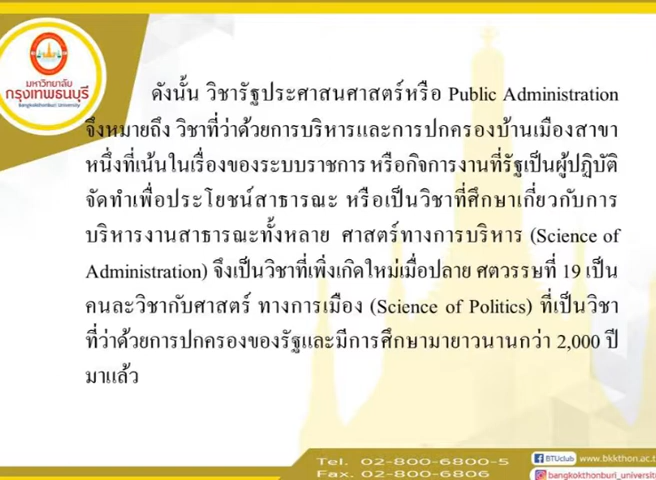 มหาวิทยาลัย
กรุงเทพธนบุรี
Bangkokthonburi University
ดังนั้น วิชารัฐประศาสนศาสตร์หรือ Public Administration
จึงหมายถึง วิชาที่ว่าด้วยการบริหารและการปกครองบ้านเมืองสาขา
หนึ่งที่เน้นในเรื่องของระบบราชการ หรือกิจการงานที่รัฐเป็นผู้ปฏิบัติ
จัดทำเพื่อประโยชน์สาธารณะ หรือเป็นวิชาที่ศึกษาเกี่ยวกับการ
บริหารงานสาธารณะทั้งหลาย ศาสตร์ทางการบริหาร (Science of
Administration) จึงเป็นวิชาที่เพิ่งเกิดใหม่เมื่อปลาย ศตวรรษที่ 19 เป็น
คนละวิชากับศาสตร์ ทางการเมือง (Science of Politics) ที่เป็นวิชา
ที่ว่าด้วยการปกครองของรัฐและมีการศึกษามายาวนานกว่า 2,000 ปี
มาแล้ว
Tel. 02-800-6800-5
BTUclub www.bkkthon.ac.t
Fax. 02-800-6806
bangkokthonburi_universit